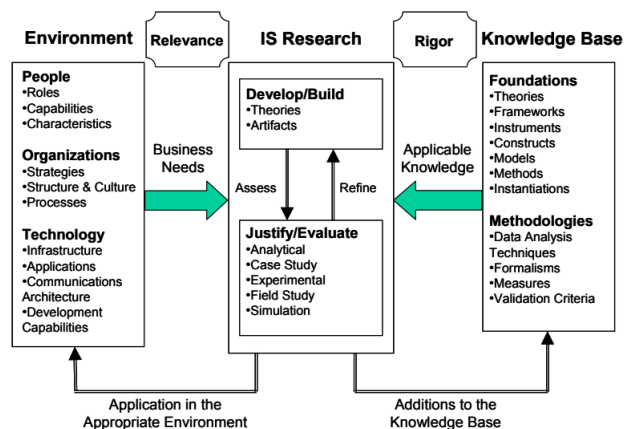 Environment
Relevance
IS Research
Rigor
Knowledge Base
People
•Roles
•Capabilities
•Characteristics
Organizations
•Strategies
•Structure & Culture
•Processes
Technology
•Infrastructure
•Applications
•Communications
Architecture
•Development
Capabilities
Business
Needs
Develop/Build
•Theories
•Artifacts
Assess
Refine
Justify/Evaluate
•Analytical
•Case Study
•Experimental
•Field Study
•Simulation
Applicable
Knowledge
Foundations
•Theories
•Frameworks
•Instruments
•Constructs
•Models
•Methods
•Instantiations
Methodologies
•Data Analysis
Techniques
•Formalisms
•Measures
•Validation Criteria
Application in the
Appropriate Environment
Additions to the
Knowledge Base